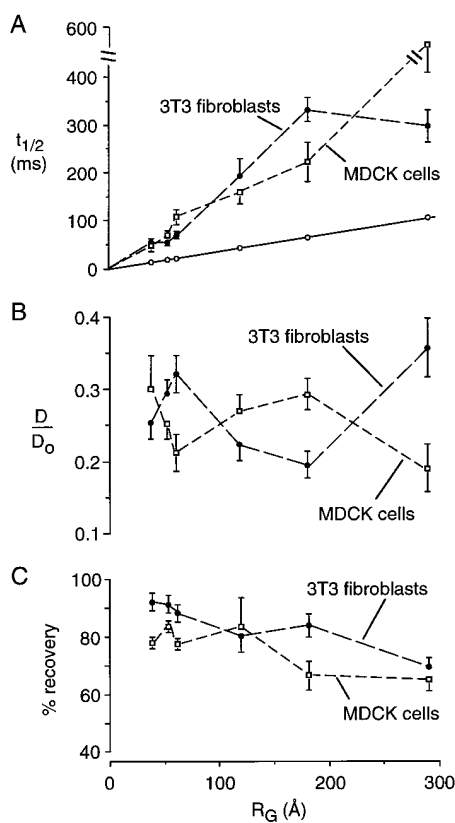 A
600
400
300
200
100
0
t1/2
(ms)
3T3 fibroblasts
MDCK cells
B
0.4
0.3
0.2
0.1
D
Do
3T3 fibroblasts
MDCK cells
C
100
80
60
40
% recovery
3T3 fibroblasts
MDCK cells
0 100 200 300
RG (Å)